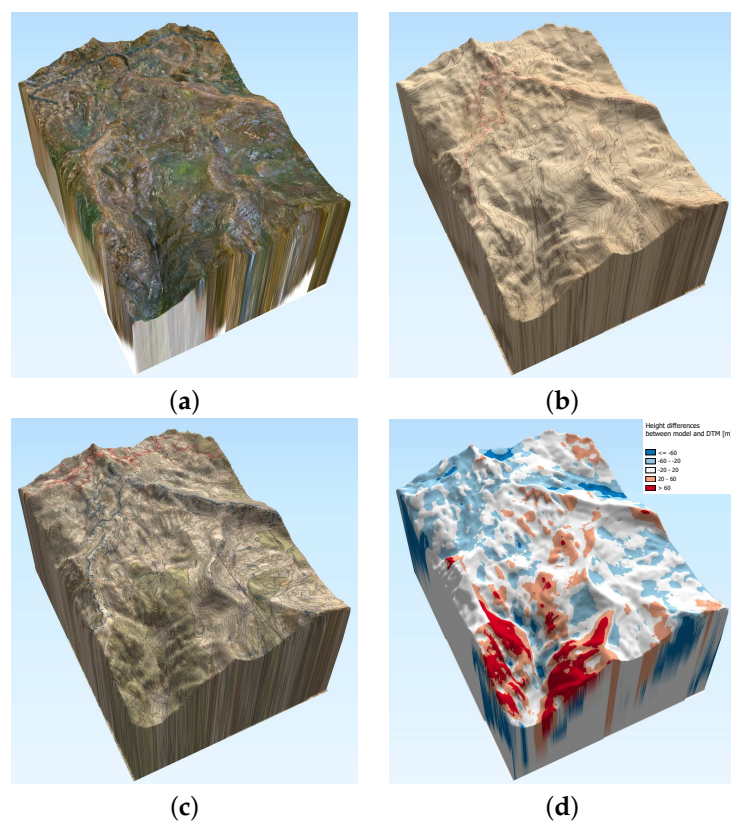 (a)
(b)
Height differences
between model and DTM [m]
<= -60
-60 - -20
-20 - 20
20 - 60
> 60
(c)
(d)